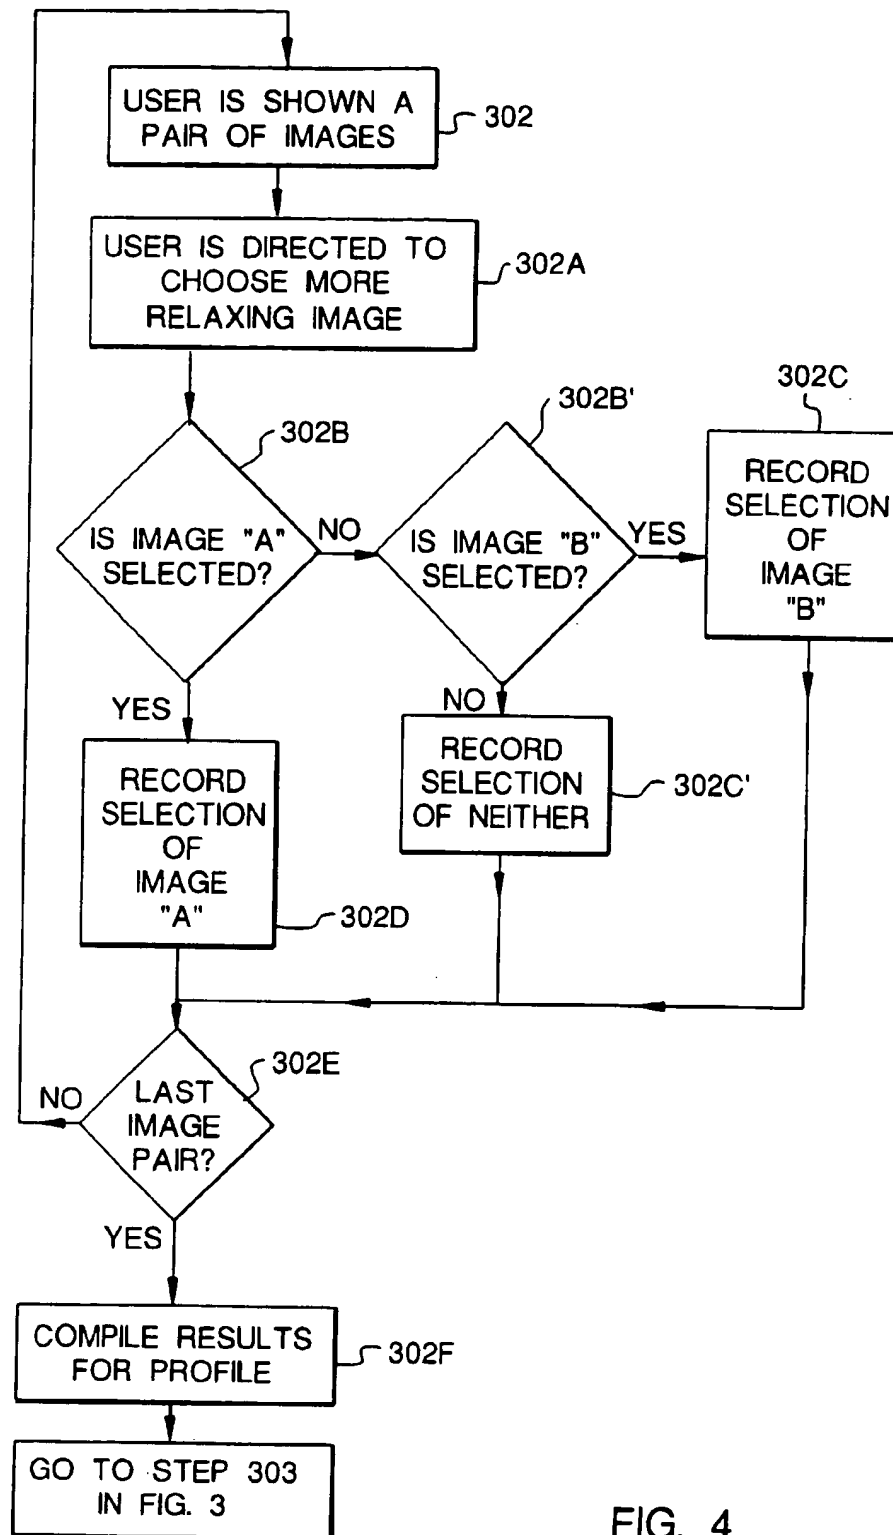 USER IS SHOWN A
PAIR OF IMAGES
302
USER IS DIRECTED TO
CHOOSE MORE
RELAXING IMAGE
302A
302B
IS IMAGE "A"
SELECTED?
NO
302B'
IS IMAGE "B"
SELECTED?
YES
302C
RECORD
SELECTION
OF
IMAGE
"B"
YES
RECORD
SELECTION
OF
IMAGE
"A"
302D
NO
RECORD
SELECTION
OF NEITHER
302C'
302E
LAST
IMAGE
PAIR?
NO
YES
COMPILE RESULTS
FOR PROFILE
302F
GO TO STEP 303
IN FIG. 3
FIG. 4